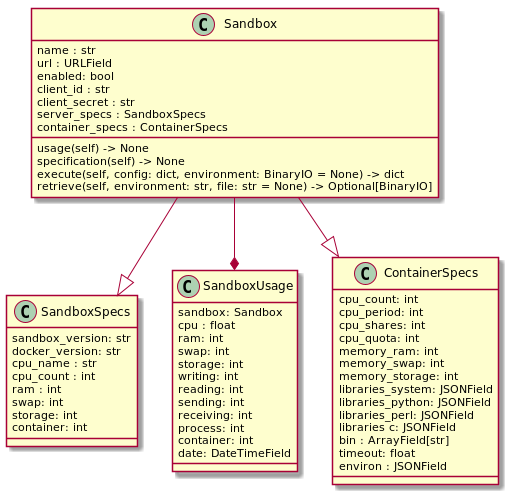 C Sandbox
name : str
url : URLField
enabled: bool
client_id : str
client_secret : str
server_specs : SandboxSpecs
container_specs : ContainerSpecs
usage(self) -> None
specification(self) -> None
execute(self, config: dict, environment: BinaryIO = None) -> dict
retrieve(self, environment: str, file: str = None) -> Optional[BinaryIO]
C SandboxSpecs
sandbox_version: str
docker_version: str
cpu_name : str
cpu_count : int
ram : int
swap: int
storage: int
container: int
C SandboxUsage
sandbox: Sandbox
cpu : float
ram: int
swap: int
storage: int
writing: int
reading: int
sending: int
receiving: int
process: int
container: int
date: DateTimeField
C ContainerSpecs
cpu_count: int
cpu_period: int
cpu_shares: int
cpu_quota: int
memory_ram: int
memory_swap: int
memory_storage: int
libraries_system: JSONField
libraries_python: JSONField
libraries_perl: JSONField
libraries c: JSONField
bin : ArrayField[str]
timeout: float
environ : JSONField